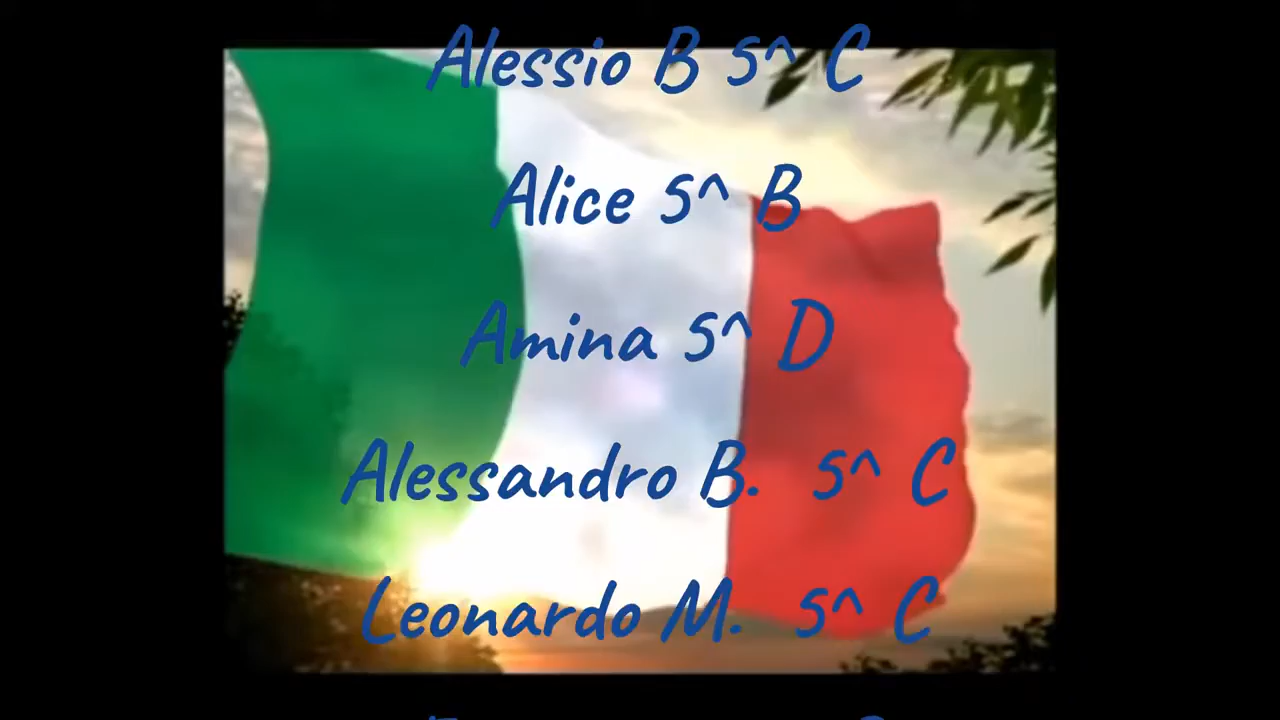 Alessio B 5^ C
Alice 5^ B
Amina 5^ D
Alessandro B. 5^ C
Leonardo M. 5^ C